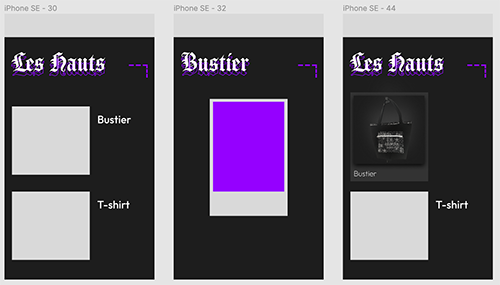 iPhone SE - 30
Les Hauts
Bustier
T-shirt
iPhone SE - 32
Bustier
iPhone SE - 44
Les Hauts
Bustier
T-shirt